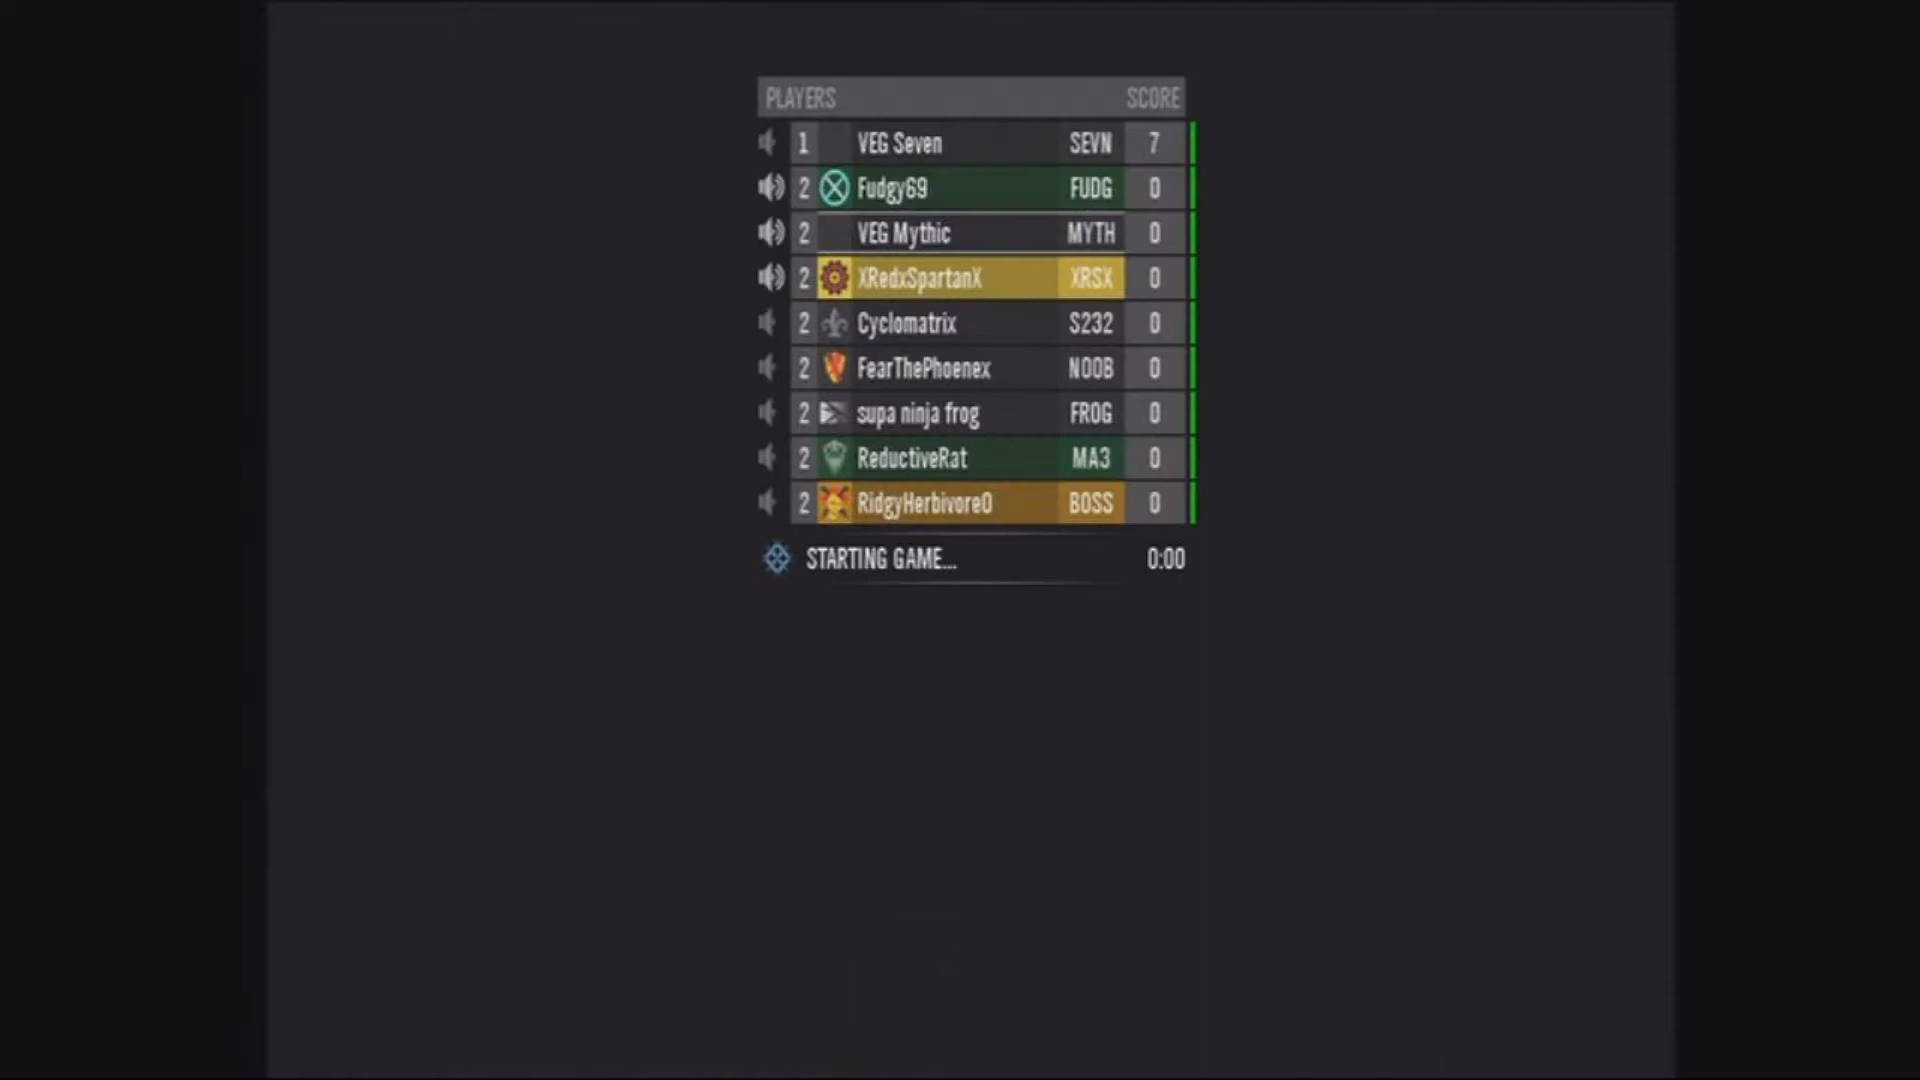 PLAYERS SCORE
1 VEG Seven SEVN 7
2 Fudgy69 FUDG 0
2 VEG Mythic MYTH 0
2 XRedxSpartanX XRSX 0
2 Cyclomatrix S232 0
2 FearThePhoenex NOOB 0
2 supa ninja frog FROG 0
2 ReductiveRat MA3 0
2 RidgyHerbivore0 BOSS 0
STARTING GAME... 0:00